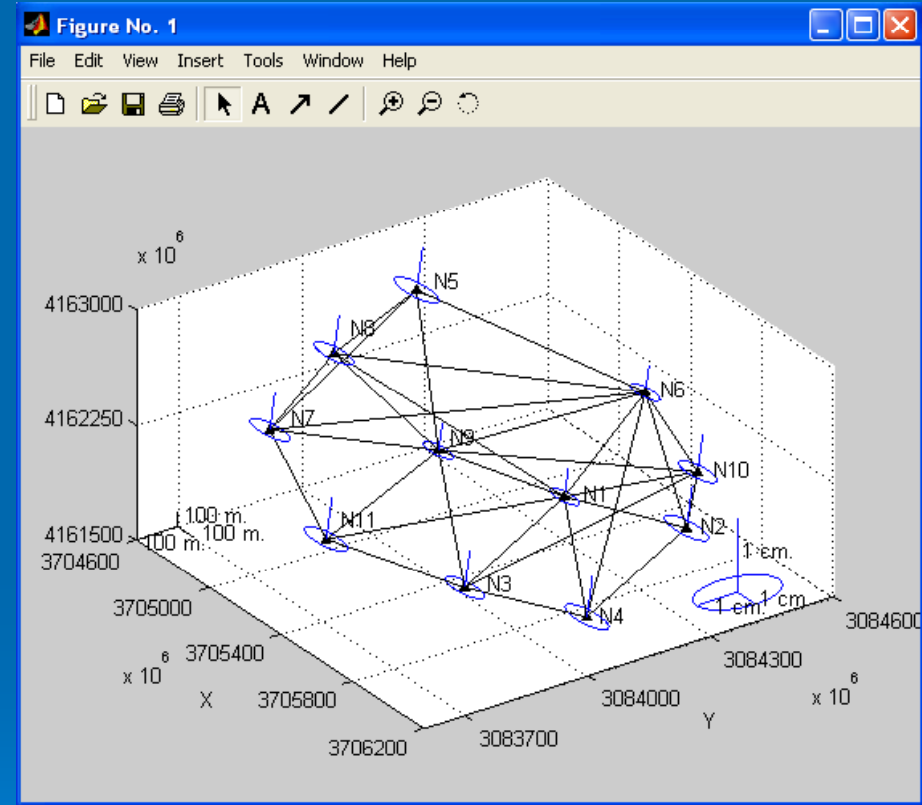 Figure No. 1
File Edit View Insert Tools Window Help
x 10^6
4163000
N5
N8
N6
4162250
N7
N9
N10
N1
100 m.
N11
N2
4161500
100 m.
100 m.
3704600
1 cm.
N3
1 cm.
1 cm.
3705000
N4
3084600
3705400
3084300
x 10^6
X
3705800
3084000
x 10^6
Y
3706200
3083700